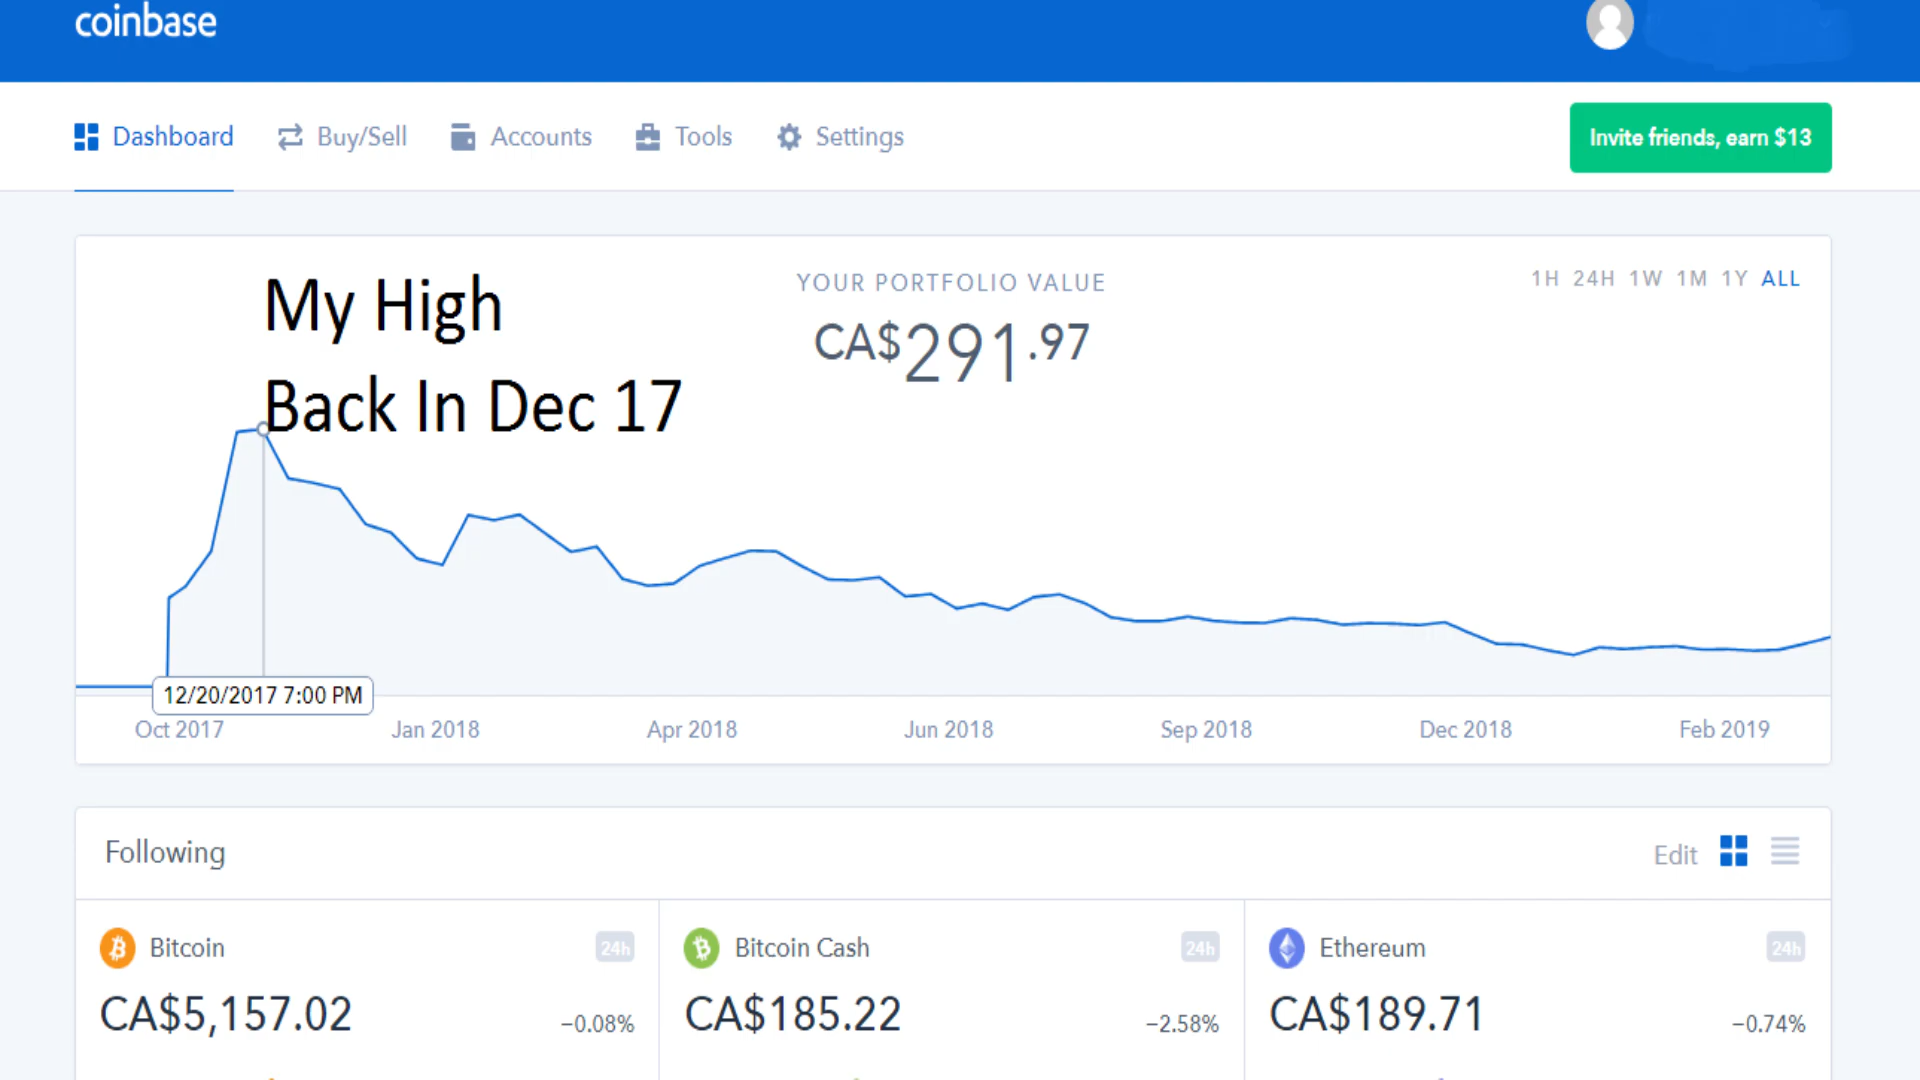 coinbase
Dashboard
Buy/Sell
Accounts
Tools
Settings
Invite friends, earn $13
My High
Back In Dec 17
YOUR PORTFOLIO VALUE
CA$291.97
1H 24H 1W 1M 1Y ALL
12/20/2017 7:00 PM
Oct 2017
Jan 2018
Apr 2018
Jun 2018
Sep 2018
Dec 2018
Feb 2019
Following
Edit
Bitcoin
24h
CA$5,157.02
−0.08%
Bitcoin Cash
24h
CA$185.22
−2.58%
Ethereum
24h
CA$189.71
−0.74%